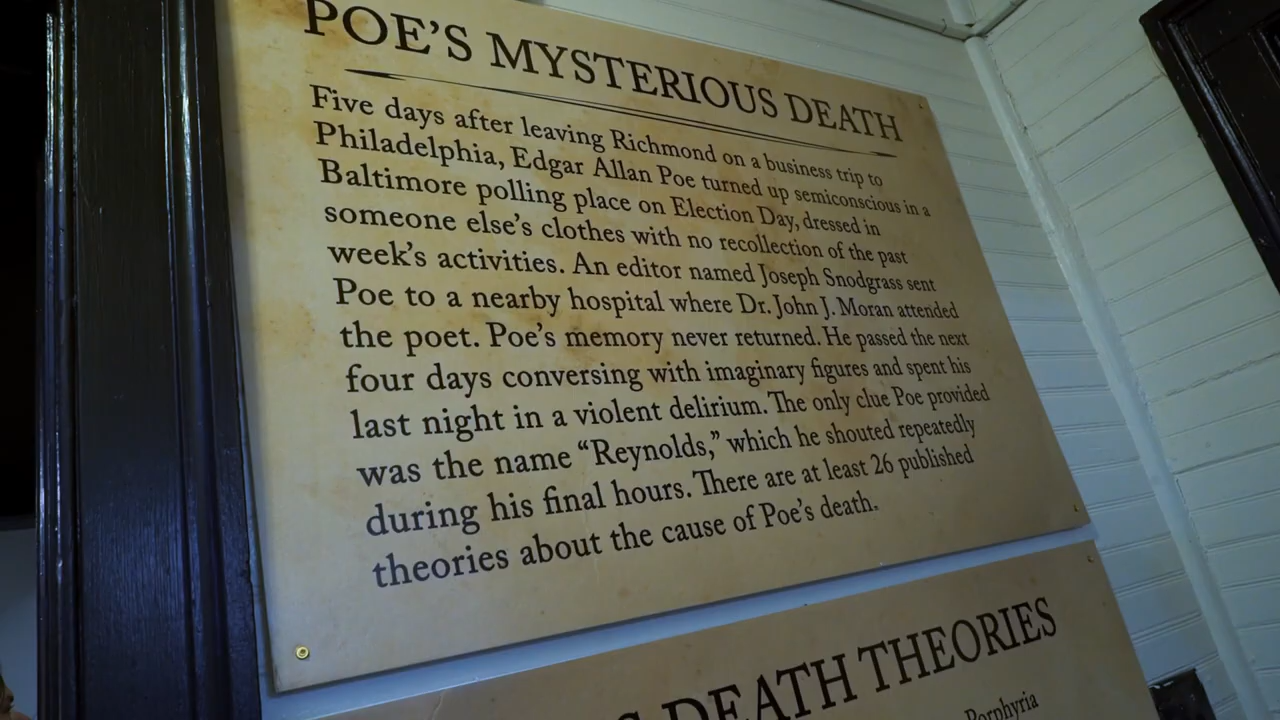 POE'S MYSTERIOUS DEATH
Five days after leaving Richmond on a business trip to
Philadelphia, Edgar Allan Poe turned up semiconscious in a
Baltimore polling place on Election Day, dressed in
someone else's clothes with no recollection of the past
week's activities. An editor named Joseph Snodgrass sent
Poe to a nearby hospital where Dr. John J. Moran attended
the poet. Poe's memory never returned. He passed the next
four days conversing with imaginary figures and spent his
last night in a violent delirium. The only clue Poe provided
was the name “Reynolds,” which he shouted repeatedly
during his final hours. There are at least 26 published
theories about the cause of Poe's death.
DEATH THEORIES
Porphyria